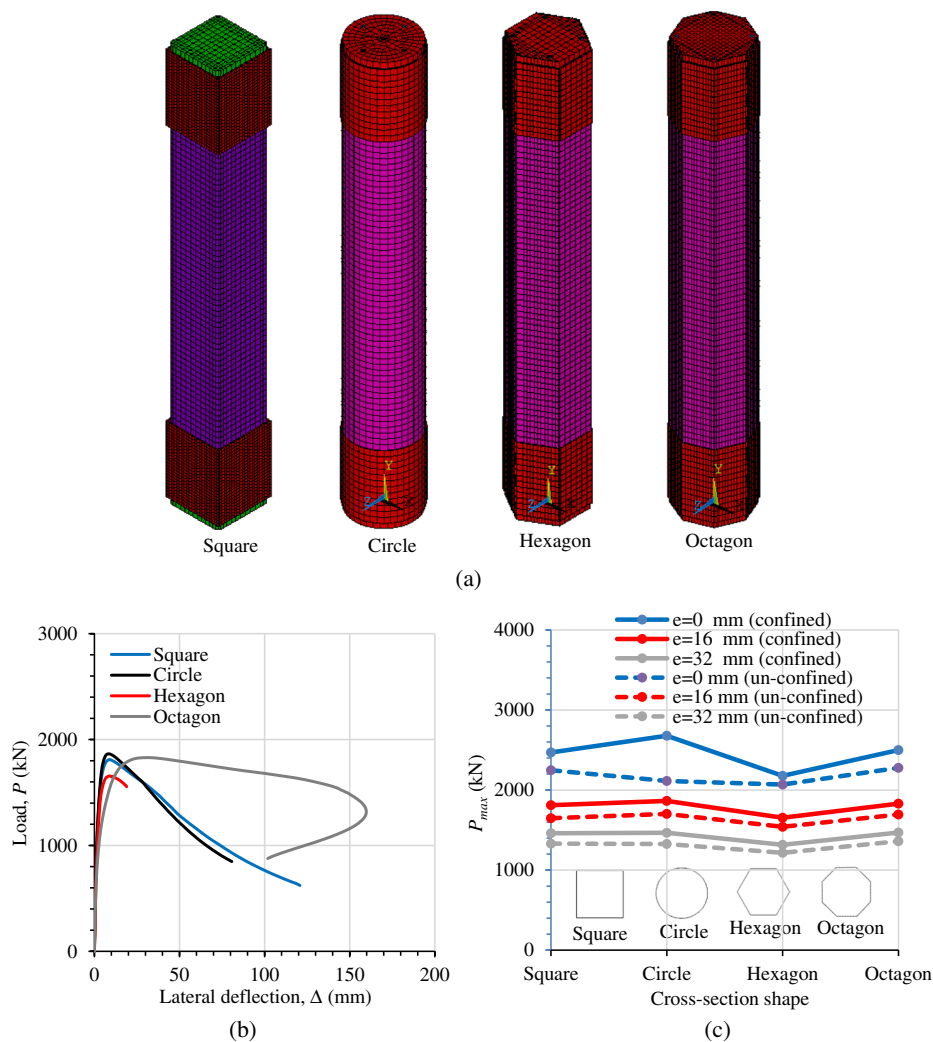 Square
Circle
Hexagon
Octagon
Y
Z
Y
Z
Y
Z
(a)
3000
2000
1000
0
Load, P (kN)
Square
Circle
Hexagon
Octagon
0 50 100 150 200
Lateral deflection, Δ (mm)
(b)
e=0 mm (confined)
e=16 mm (confined)
e=32 mm (confined)
e=0 mm (un-confined)
e=16 mm (un-confined)
e=32 mm (un-confined)
4000
3000
2000
1000
0
Pmax (kN)
Square
Circle
Hexagon
Octagon
Square Circle Hexagon Octagon
Cross-section shape
(c)